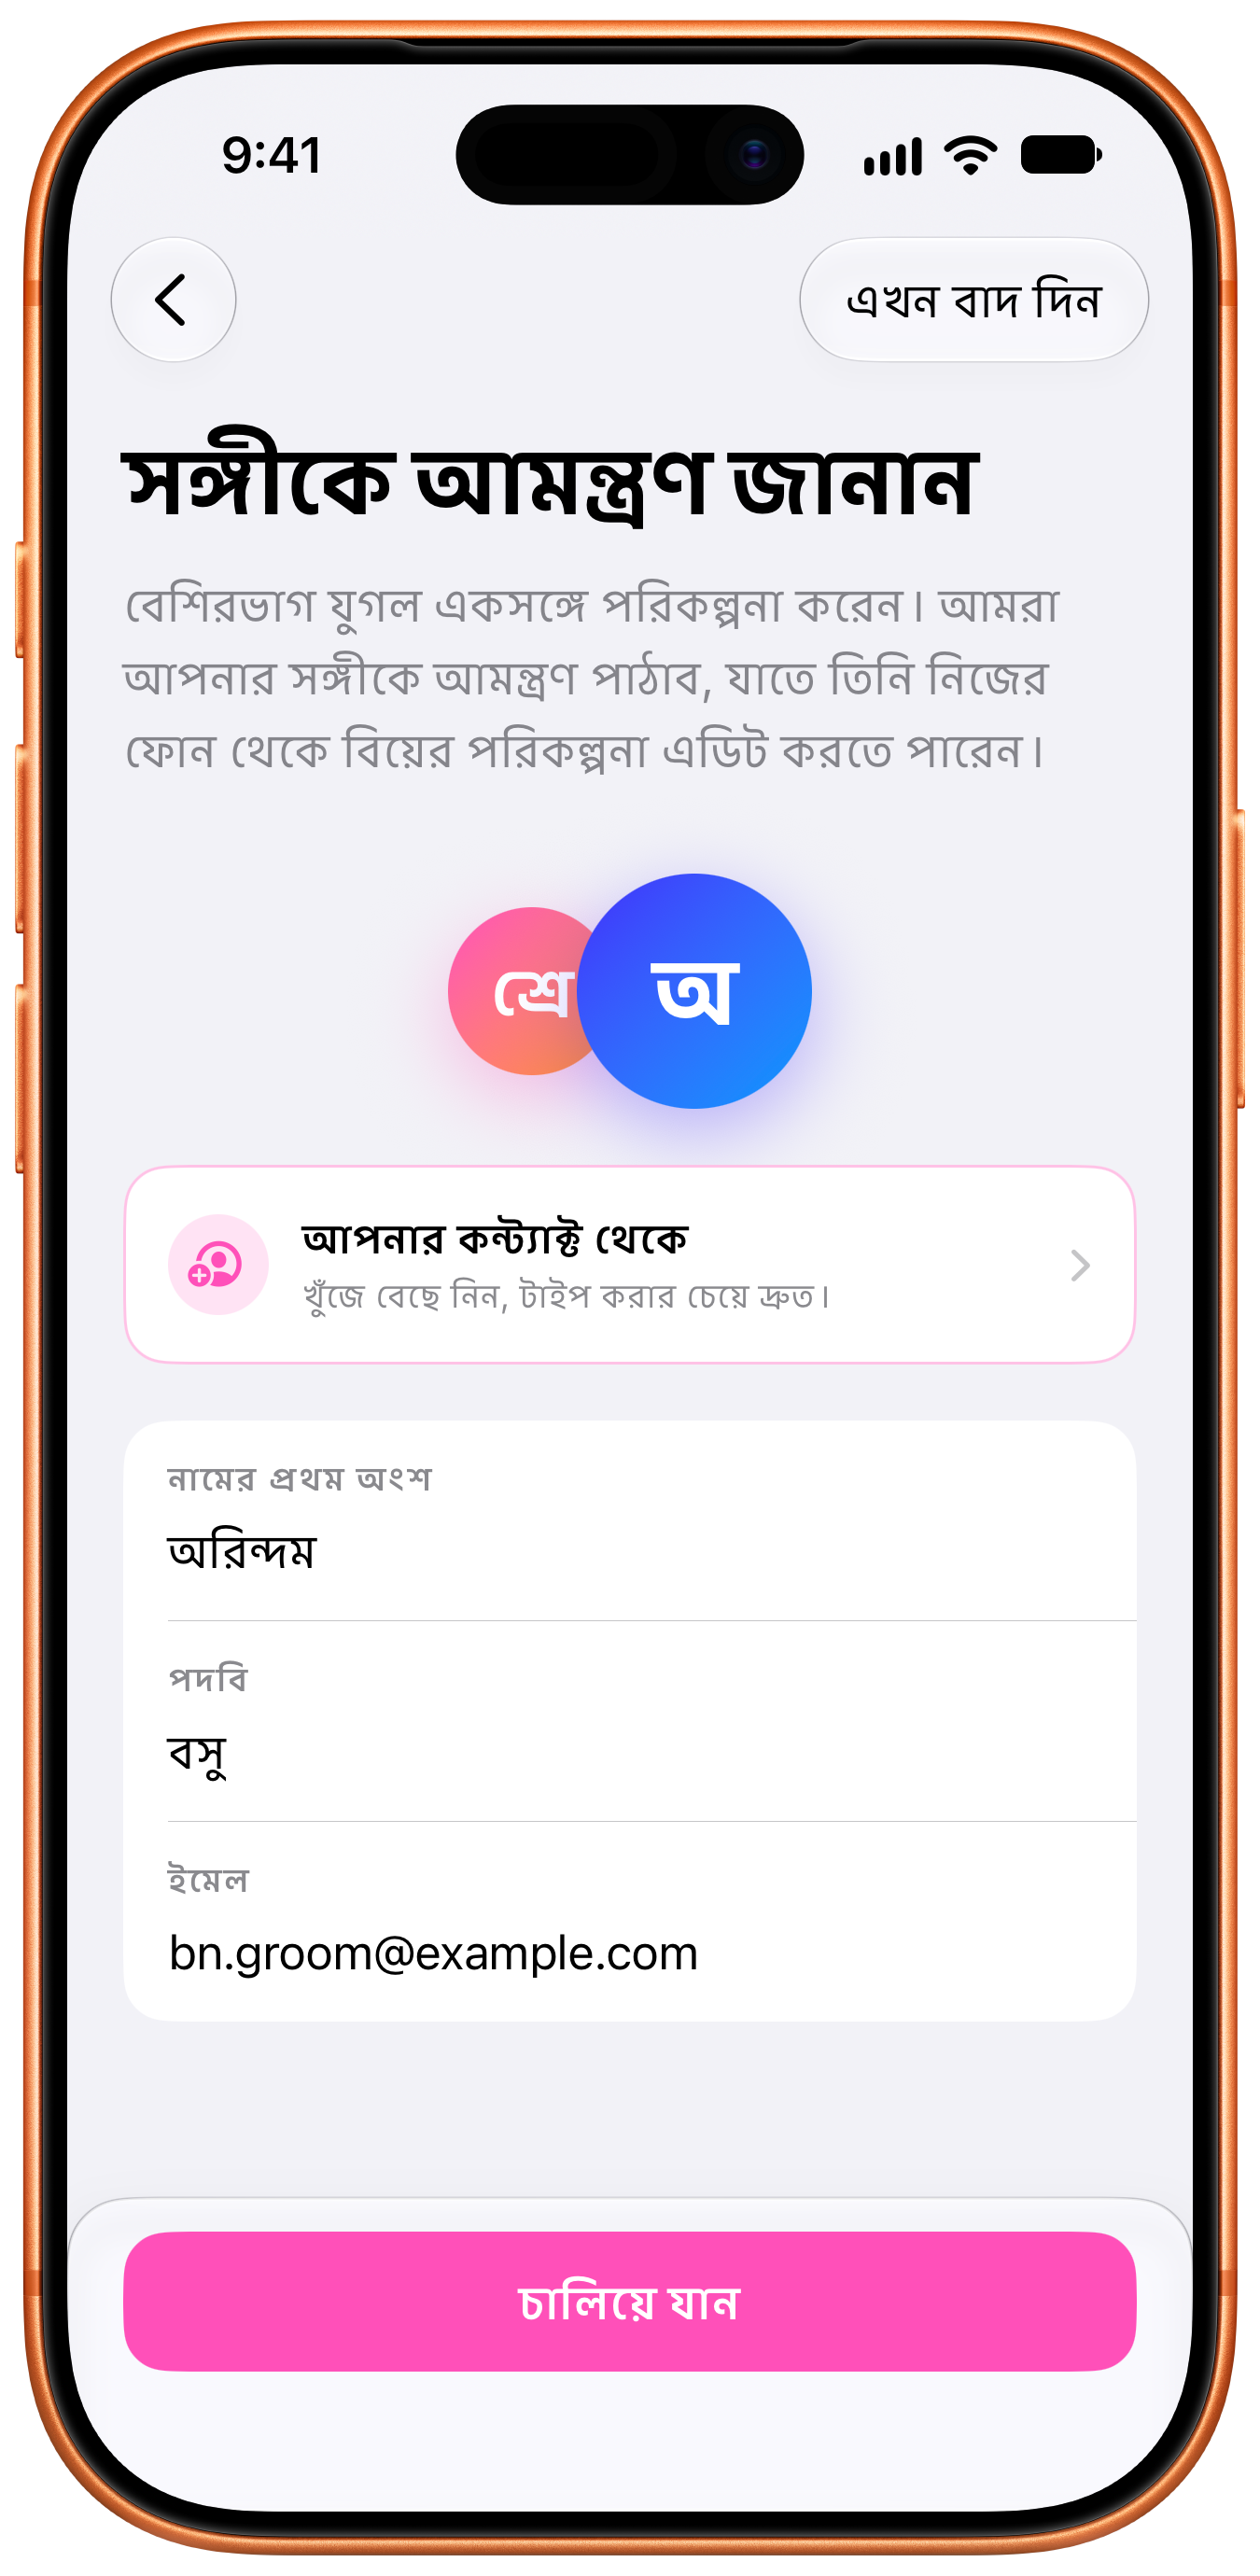 9:41
এখন বাদ দিন
সঙ্গীকে আমন্ত্রণ জানান
বেশিরভাগ যুগল একসঙ্গে পরিকল্পনা করেন। আমরা
আপনার সঙ্গীকে আমন্ত্রণ পাঠাব, যাতে তিনি নিজের
ফোন থেকে বিয়ের পরিকল্পনা এডিট করতে পারেন।
শ্রে
অ
আপনার কন্ট্যাক্ট থেকে
খুঁজে বেছে নিন, টাইপ করার চেয়ে দ্রুত।
নামের প্রথম অংশ
অরিন্দম
পদবি
বসু
ইমেল
bn.groom@example.com
চালিয়ে যান